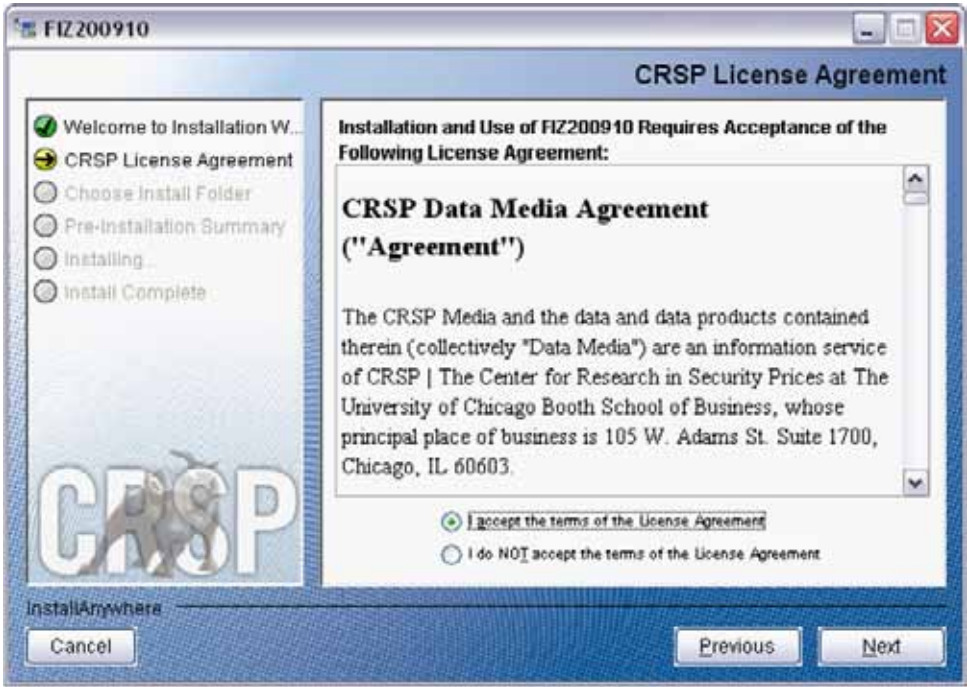 FIZ200910
CRSP License Agreement
Welcome to Installation W...
CRSP License Agreement
Choose Install Folder
Pre-Installation Summary
Installing...
Install Complete
CRSP
Installation and Use of FIZ200910 Requires Acceptance of the
Following License Agreement:
CRSP Data Media Agreement
("Agreement")
The CRSP Media and the data and data products contained
therein (collectively "Data Media") are an information service
of CRSP | The Center for Research in Security Prices at The
University of Chicago Booth School of Business, whose
principal place of business is 105 W. Adams St. Suite 1700,
Chicago, IL 60603.
I accept the terms of the License Agreement
I do NOT accept the terms of the License Agreement
InstallAnywhere
Cancel
Previous
Next